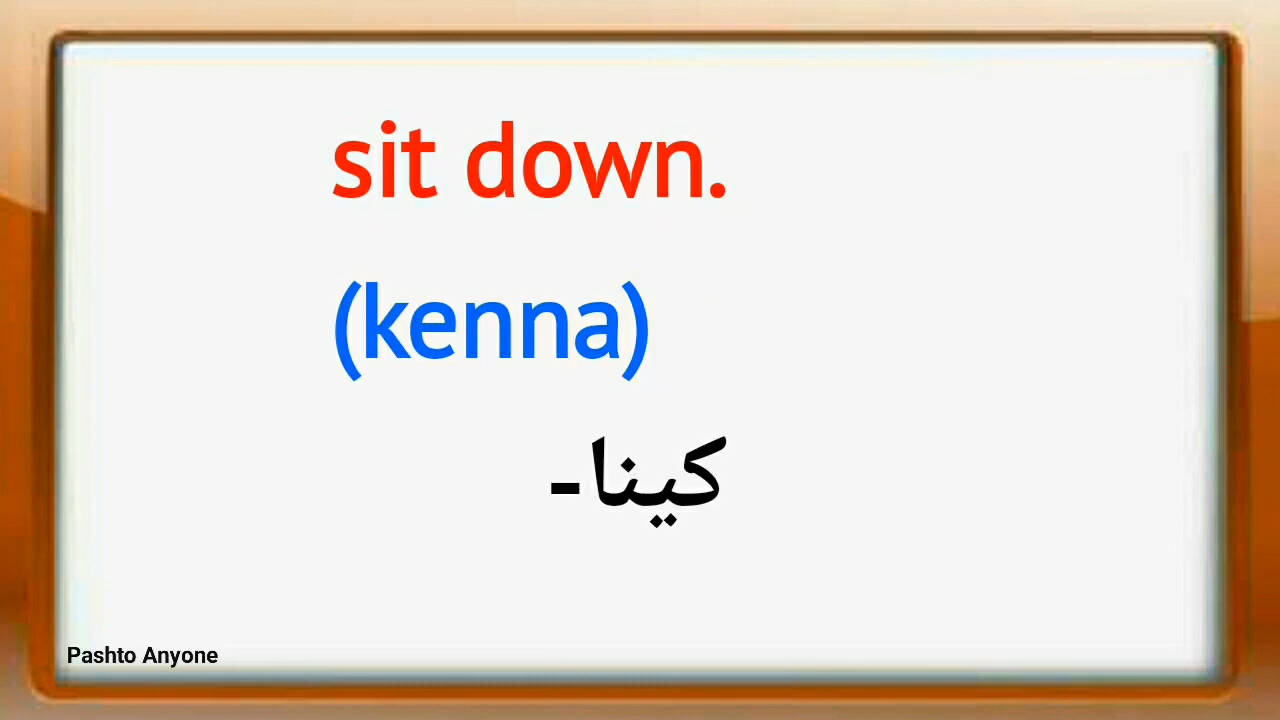 sit down.
(kenna)
کینا-
Pashto Anyone